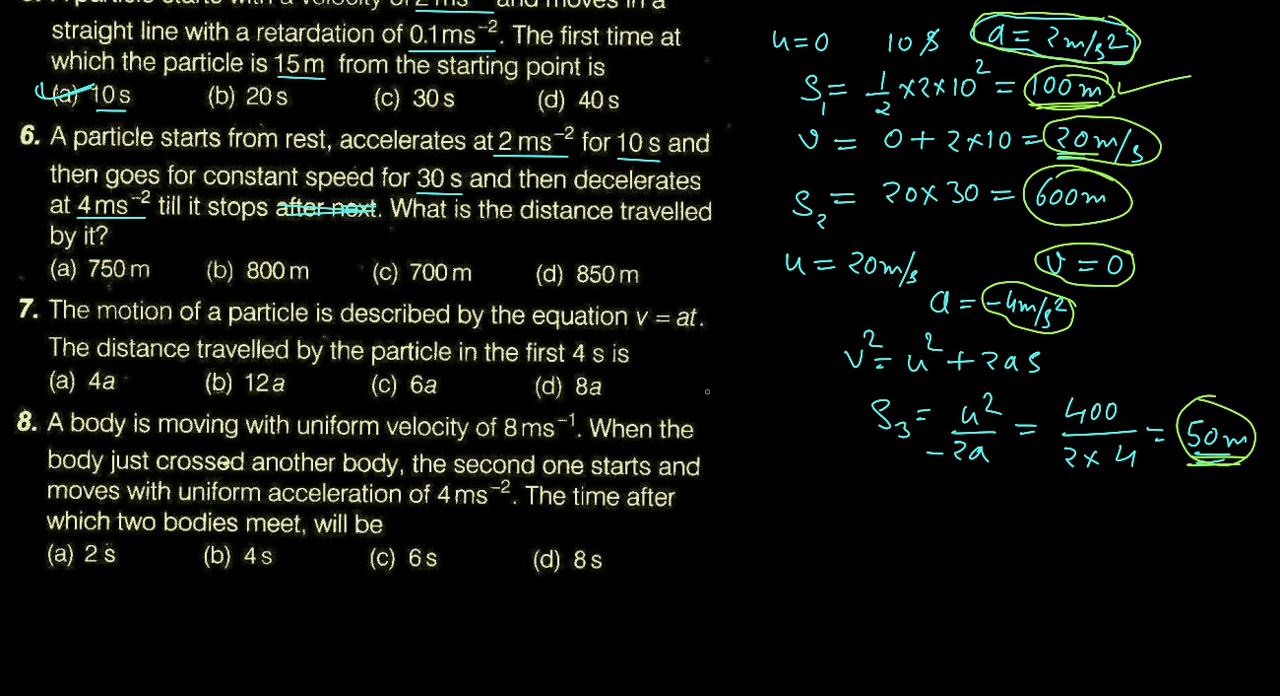 straight line with a retardation of 0.1 ms⁻². The first time at
which the particle is 15 m from the starting point is
(a) 10 s (b) 20 s (c) 30 s (d) 40 s
6. A particle starts from rest, accelerates at 2 ms⁻² for 10 s and
then goes for constant speed for 30 s and then decelerates
at 4 ms⁻² till it stops after next. What is the distance travelled
by it?
(a) 750 m (b) 800 m (c) 700 m (d) 850 m
7. The motion of a particle is described by the equation v = at.
The distance travelled by the particle in the first 4 s is
(a) 4a (b) 12a (c) 6a (d) 8a
8. A body is moving with uniform velocity of 8 ms⁻¹. When the
body just crossed another body, the second one starts and
moves with uniform acceleration of 4 ms⁻². The time after
which two bodies meet, will be
(a) 2 s (b) 4 s (c) 6 s (d) 8 s
u=0 10 s a = 2m/s²
S₁ = 1/2 ×2×10² = 100m
v = 0 + 2×10 = 20m/s
S₂ = 20×30 = 600m
u = 20m/s v = 0
a = -4m/s²
v² = u² + 2as
S₃ = u²/-2a = 400/2×4 = 50m